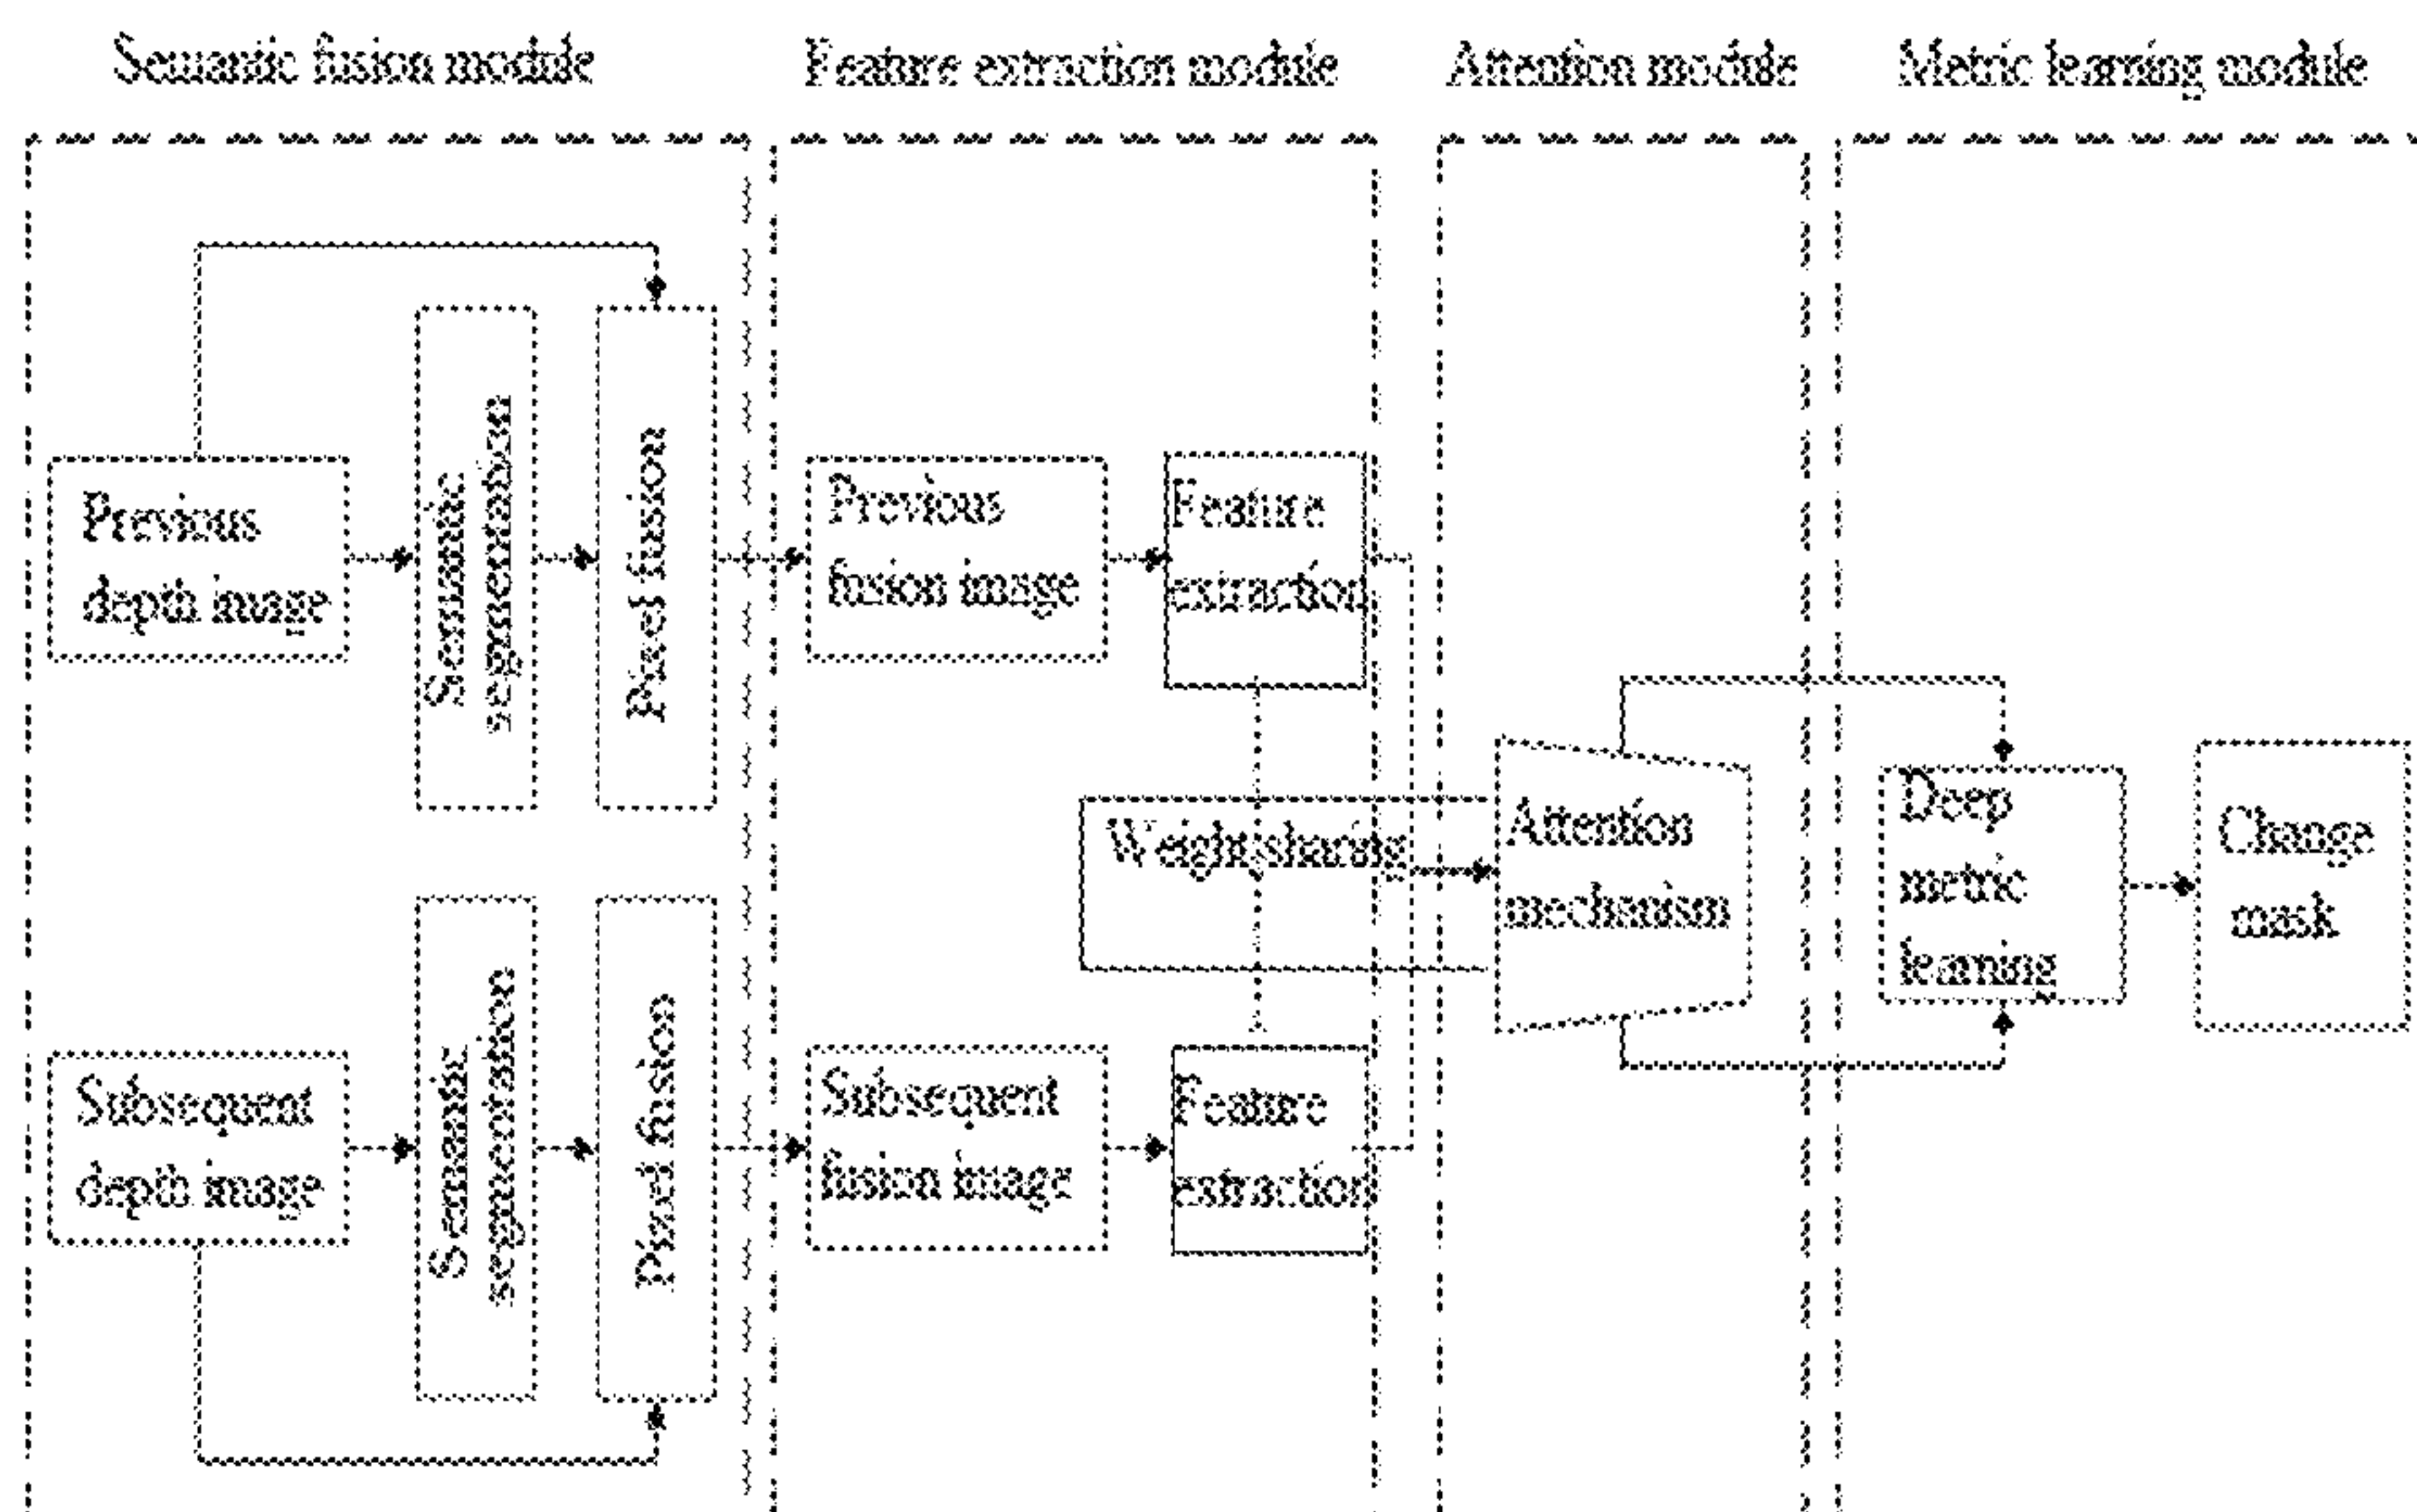 Semantic fusion module
Feature extraction module
Attention module
Metric learning module
Previous
depth image
Semantic
segmentation
Pixel fusion
Previous
fusion image
Feature
extraction
Weight sharing
Attention
mechanism
Deep
metric
learning
Change
mask
Subsequent
depth image
Semantic
segmentation
Pixel fusion
Subsequent
fusion image
Feature
extraction